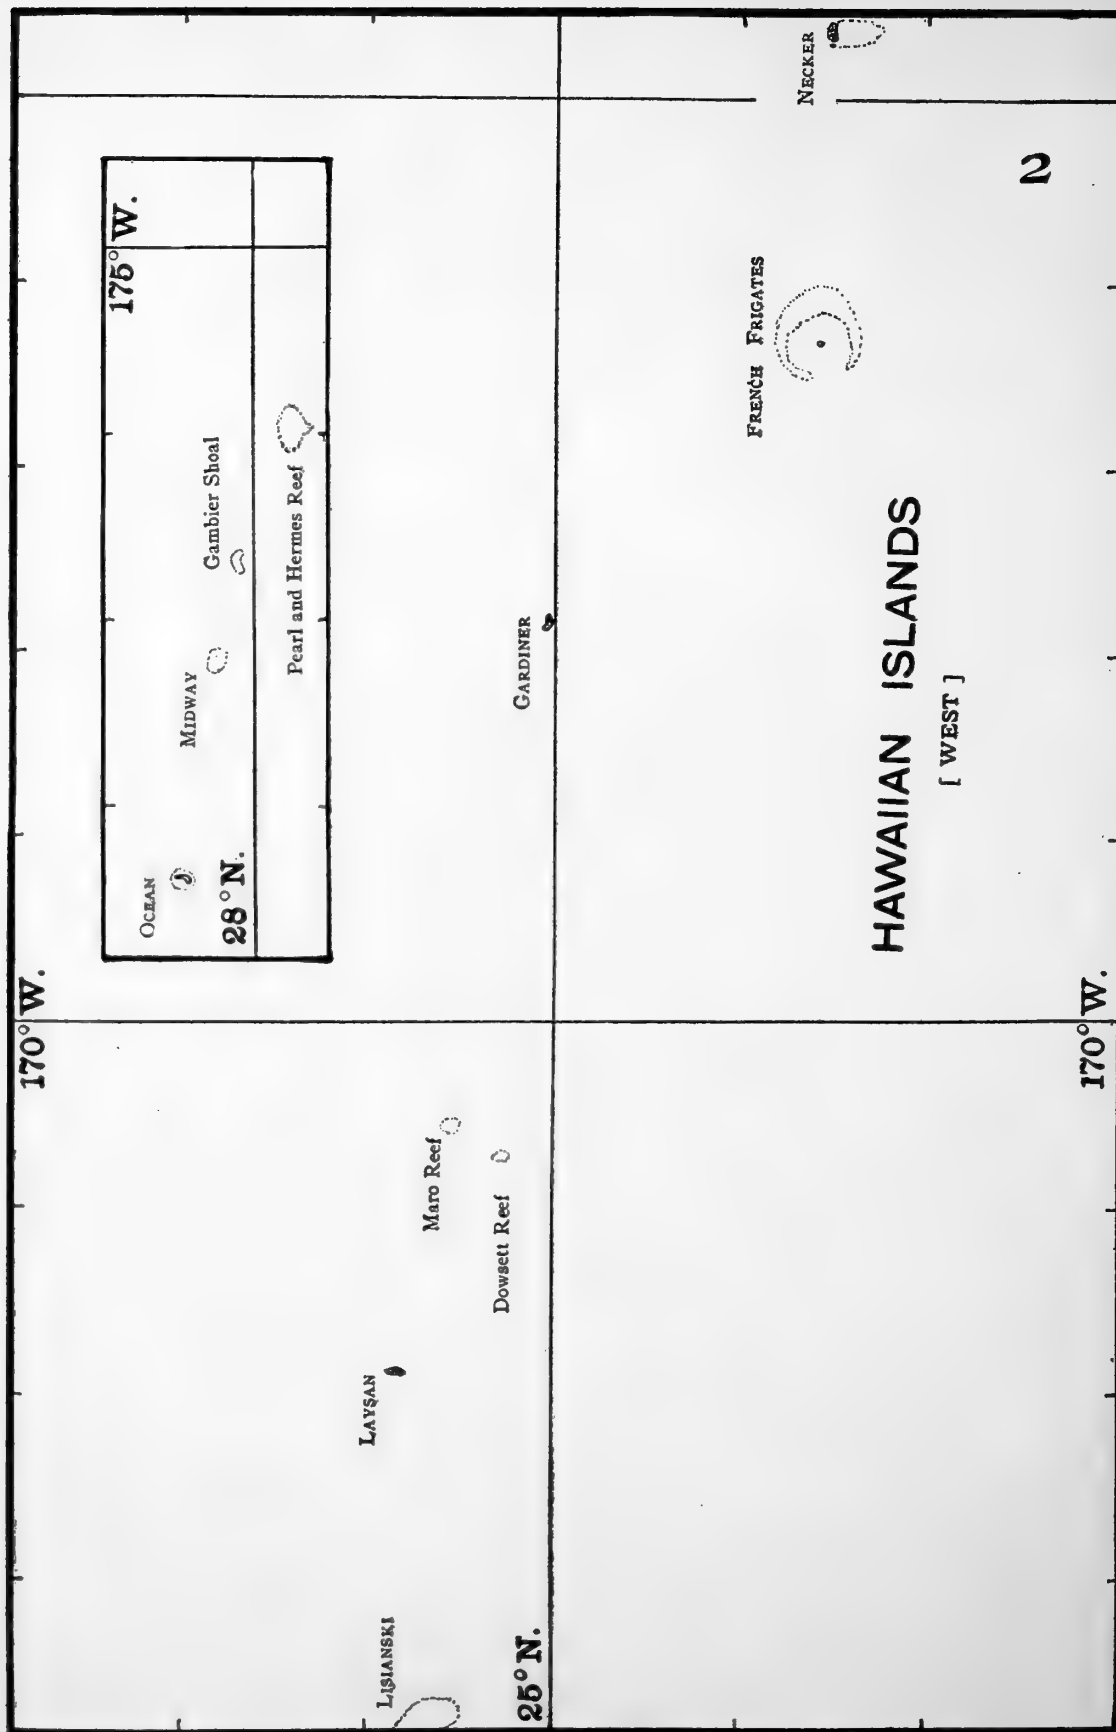 170° W.
175° W.
OCEAN
MIDWAY
Gambier Shoal
28° N.
Pearl and Hermes Reef
LISIANSKI
LAYSAN
Maro Reef
Dowsett Reef
GARDINER
25° N.
NECKER
FRENCH FRIGATES
HAWAIIAN ISLANDS
[ WEST ]
2
170° W.